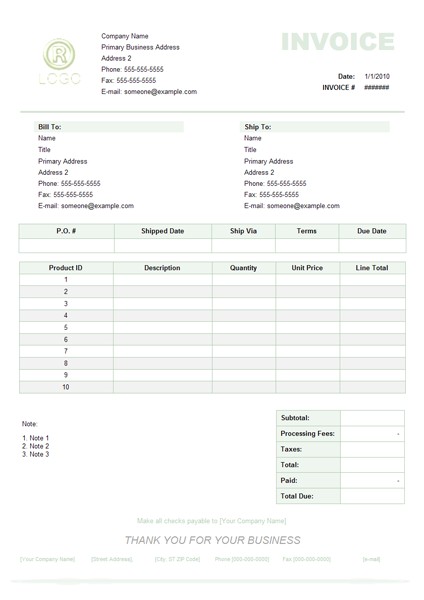 R
LOGO
Company Name
Primary Business Address
Address 2
Phone: 555-555-5555
Fax: 555-555-5555
E-mail: someone@example.com
INVOICE
Date: 1/1/2010
INVOICE # #######
Bill To: Ship To:
Name Name
Title Title
Primary Address Primary Address
Address 2 Address 2
Phone: 555-555-5555 Phone: 555-555-5555
Fax: 555-555-5555 Fax: 555-555-5555
E-mail: someone@example.com E-mail: someone@example.com
P.O. # Shipped Date Ship Via Terms Due Date
Product ID Description Quantity Unit Price Line Total
1
2
3
4
5
6
7
8
9
10
Note:
1. Note 1
2. Note 2
3. Note 3
Subtotal:
Processing Fees: -
Taxes:
Total:
Paid: -
Total Due:
Make all checks payable to [Your Company Name]
THANK YOU FOR YOUR BUSINESS
[Your Company Name] [Street Address], [City, ST ZIP Code] Phone [000-000-0000] Fax [000-000-0000] [e-mail]